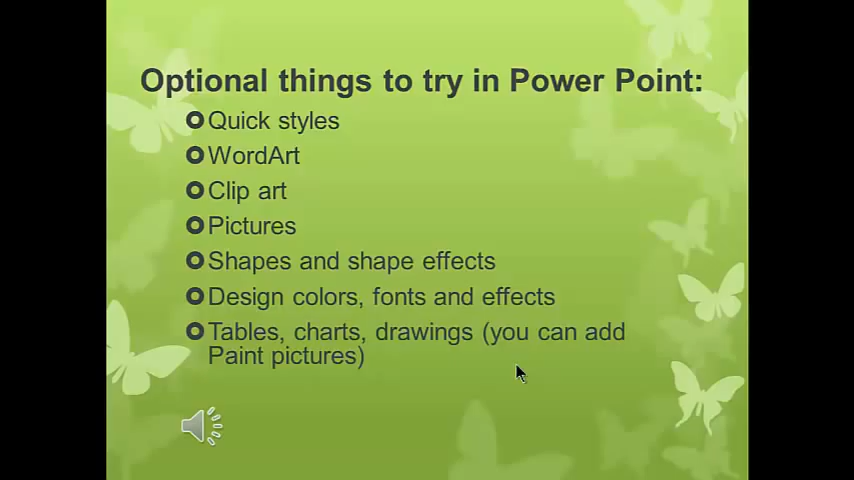 Optional things to try in Power Point:
Quick styles
WordArt
Clip art
Pictures
Shapes and shape effects
Design colors, fonts and effects
Tables, charts, drawings (you can add
Paint pictures)